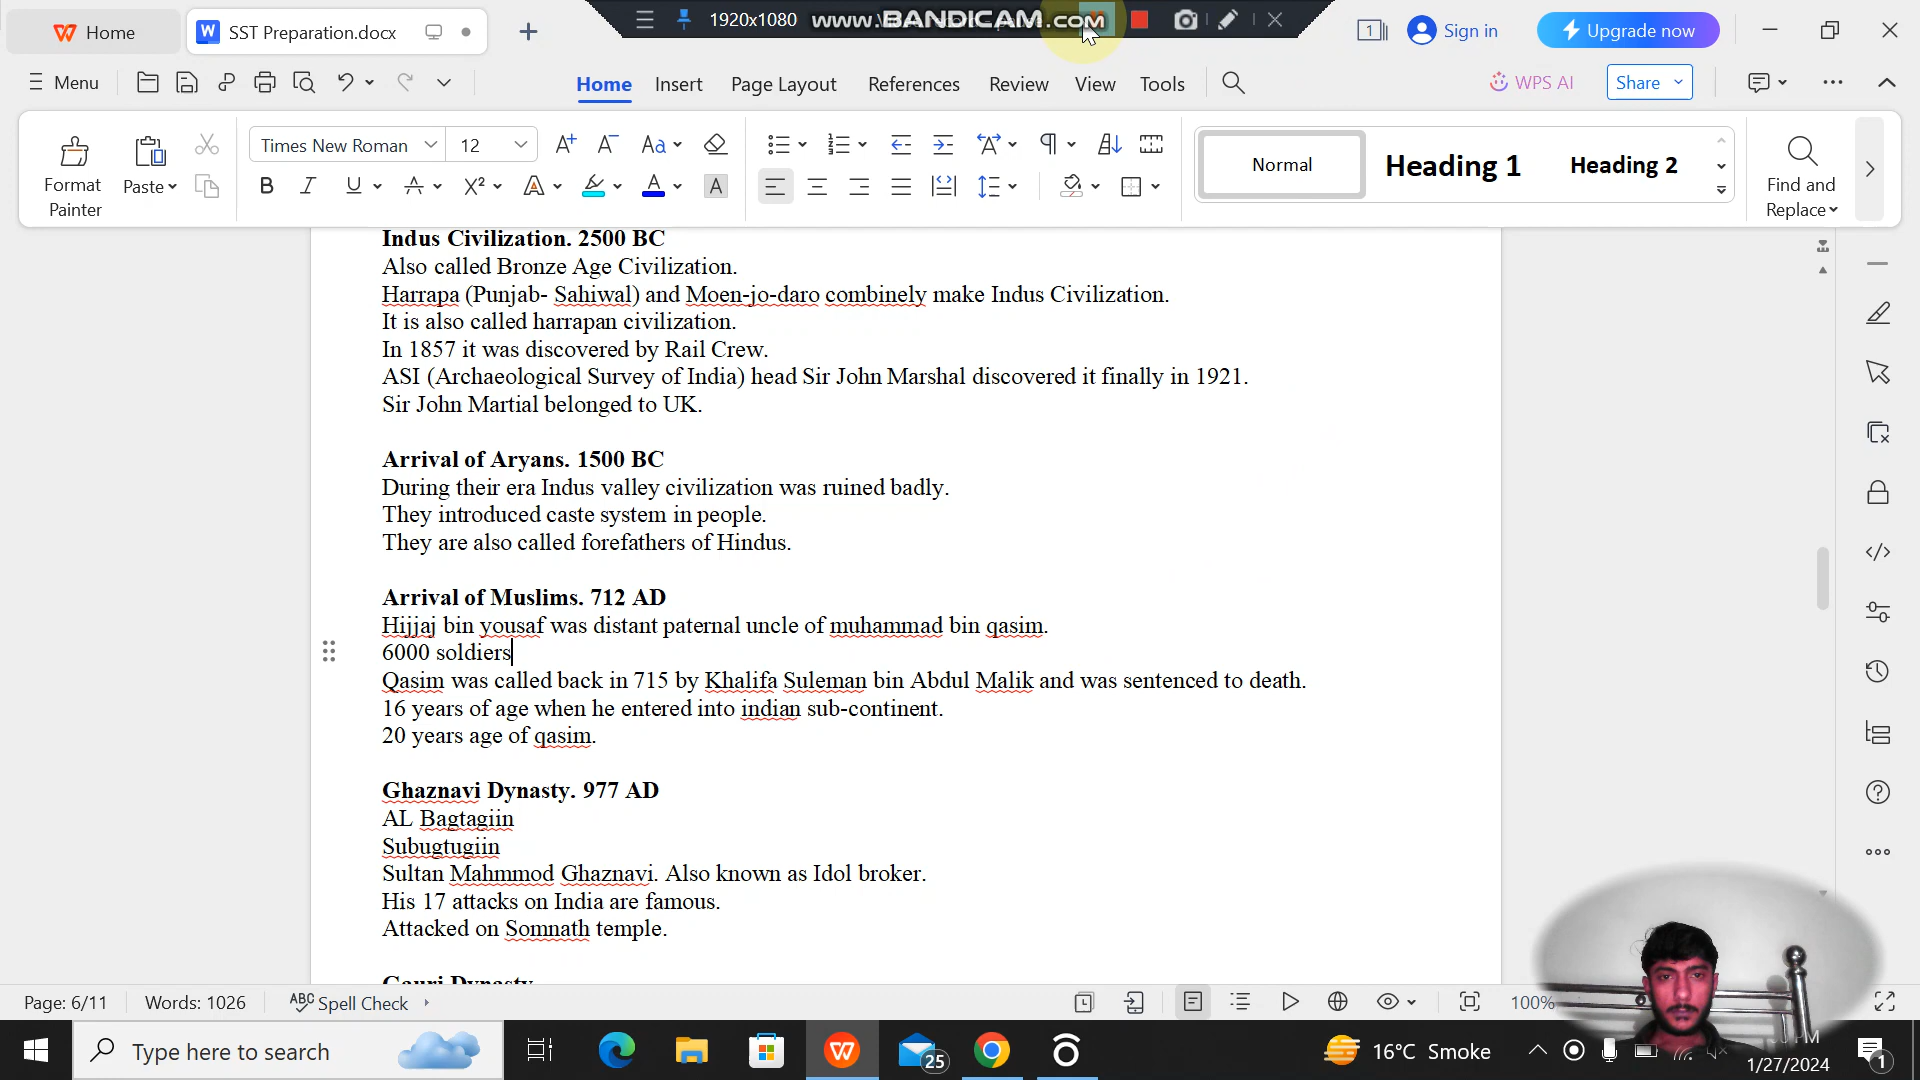 Home
SST Preparation.docx
1920x1080
www.BANDICAM.com
Sign in
Upgrade now
Menu
Home
Insert
Page Layout
References
Review
View
Tools
WPS AI
Share
Format
Painter
Paste
Times New Roman
12
Normal
Heading 1
Heading 2
Find and
Replace
Indus Civilization. 2500 BC
Also called Bronze Age Civilization.
Harrapa (Punjab- Sahiwal) and Moen-jo-daro combinely make Indus Civilization.
It is also called harrapan civilization.
In 1857 it was discovered by Rail Crew.
ASI (Archaeological Survey of India) head Sir John Marshal discovered it finally in 1921.
Sir John Martial belonged to UK.
Arrival of Aryans. 1500 BC
During their era Indus valley civilization was ruined badly.
They introduced caste system in people.
They are also called forefathers of Hindus.
Arrival of Muslims. 712 AD
Hijjaj bin yousaf was distant paternal uncle of muhammad bin qasim.
6000 soldiers
Qasim was called back in 715 by Khalifa Suleman bin Abdul Malik and was sentenced to death.
16 years of age when he entered into indian sub-continent.
20 years age of qasim.
Ghaznavi Dynasty. 977 AD
AL Bagtagiin
Subugtugiin
Sultan Mahmmod Ghaznavi. Also known as Idol broker.
His 17 attacks on India are famous.
Attacked on Somnath temple.
Gauri Dynasty
Page: 6/11
Words: 1026
Spell Check
100%
Type here to search
25
16°C Smoke
PM
1/27/2024
1